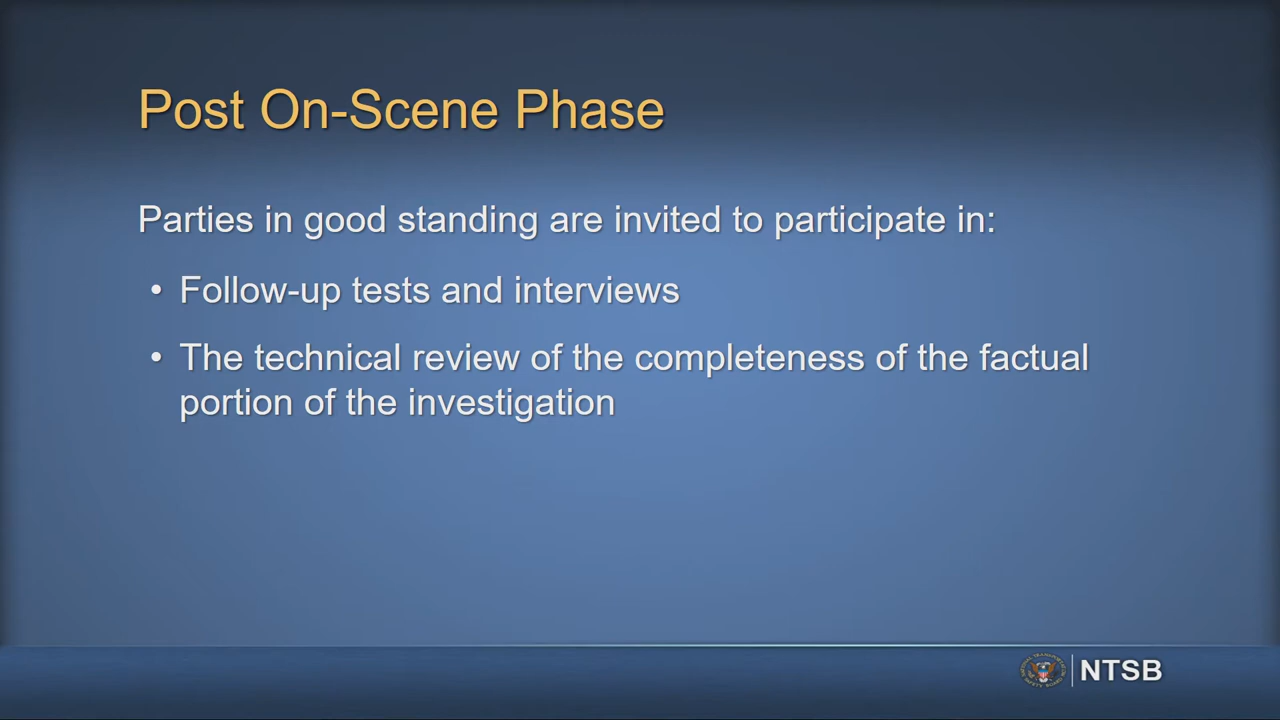 Post On-Scene Phase
Parties in good standing are invited to participate in:
• Follow-up tests and interviews
• The technical review of the completeness of the factual
portion of the investigation
NTSB